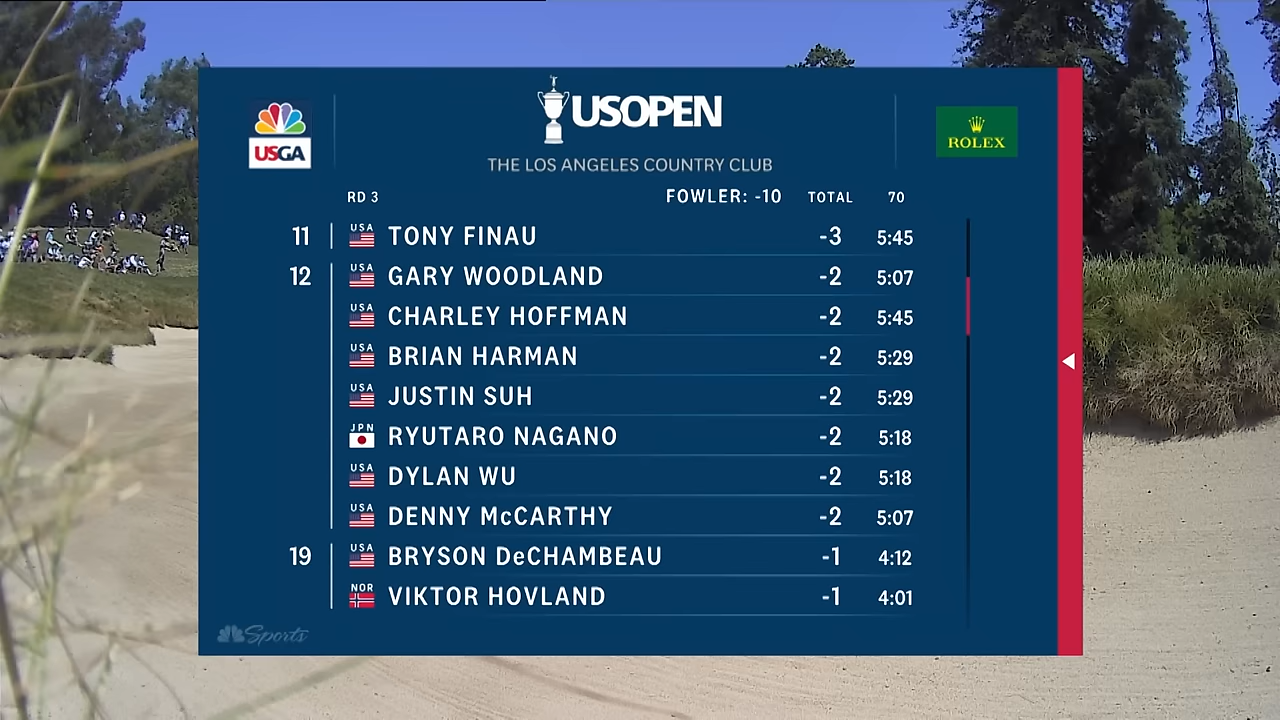 USGA
USOPEN
THE LOS ANGELES COUNTRY CLUB
ROLEX
RD 3 FOWLER: -10 TOTAL 70
11 USA TONY FINAU -3 5:45
12 USA GARY WOODLAND -2 5:07
USA CHARLEY HOFFMAN -2 5:45
USA BRIAN HARMAN -2 5:29
USA JUSTIN SUH -2 5:29
JPN RYUTARO NAGANO -2 5:18
USA DYLAN WU -2 5:18
USA DENNY McCARTHY -2 5:07
19 USA BRYSON DeCHAMBEAU -1 4:12
NOR VIKTOR HOVLAND -1 4:01
Sports